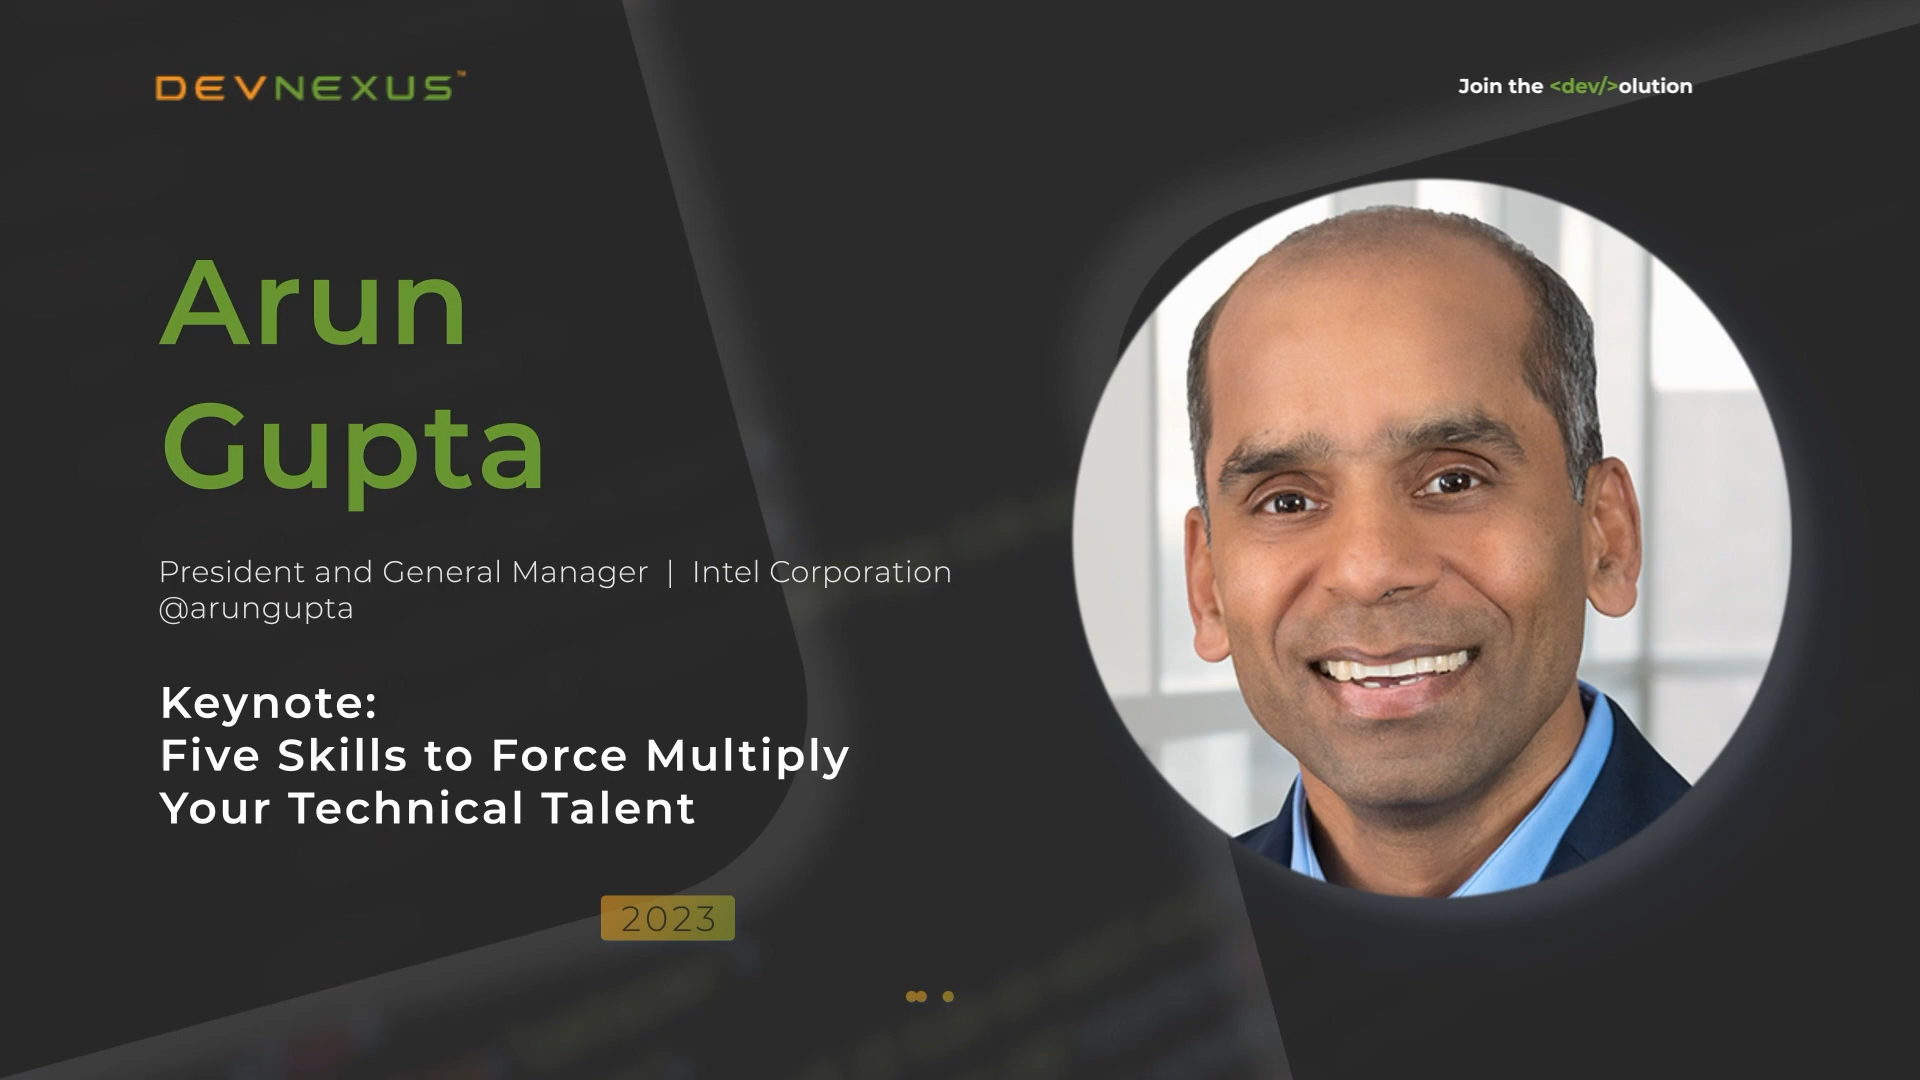 DEVNEXUS™
Join the <dev/>olution
Arun
Gupta
President and General Manager | Intel Corporation
@arungupta
Keynote:
Five Skills to Force Multiply
Your Technical Talent
2023